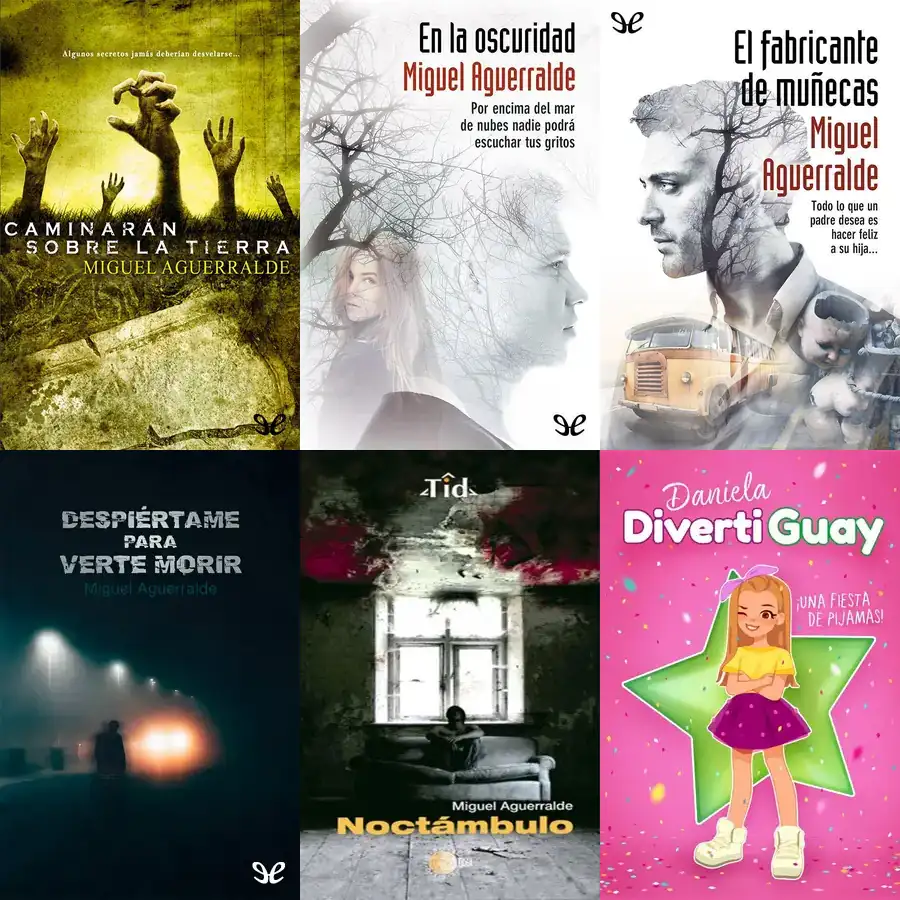 Algunos secretos jamás deberían desvelarse...
CAMINARÁN
SOBRE LA TIERRA
MIGUEL AGUERRALDE
En la oscuridad
Miguel Aguerralde
Por encima del mar
de nubes nadie podrá
escuchar tus gritos
El fabricante
de muñecas
Miguel
Aguerralde
Todo lo que un
padre desea es
hacer feliz
a su hija...
DESPIÉRTAME
PARA
VERTE MORIR
Miguel Aguerralde
Tîd
Miguel Aguerralde
Noctámbulo
Daniela
DivertiGuay
¡UNA FIESTA
DE PIJAMAS!